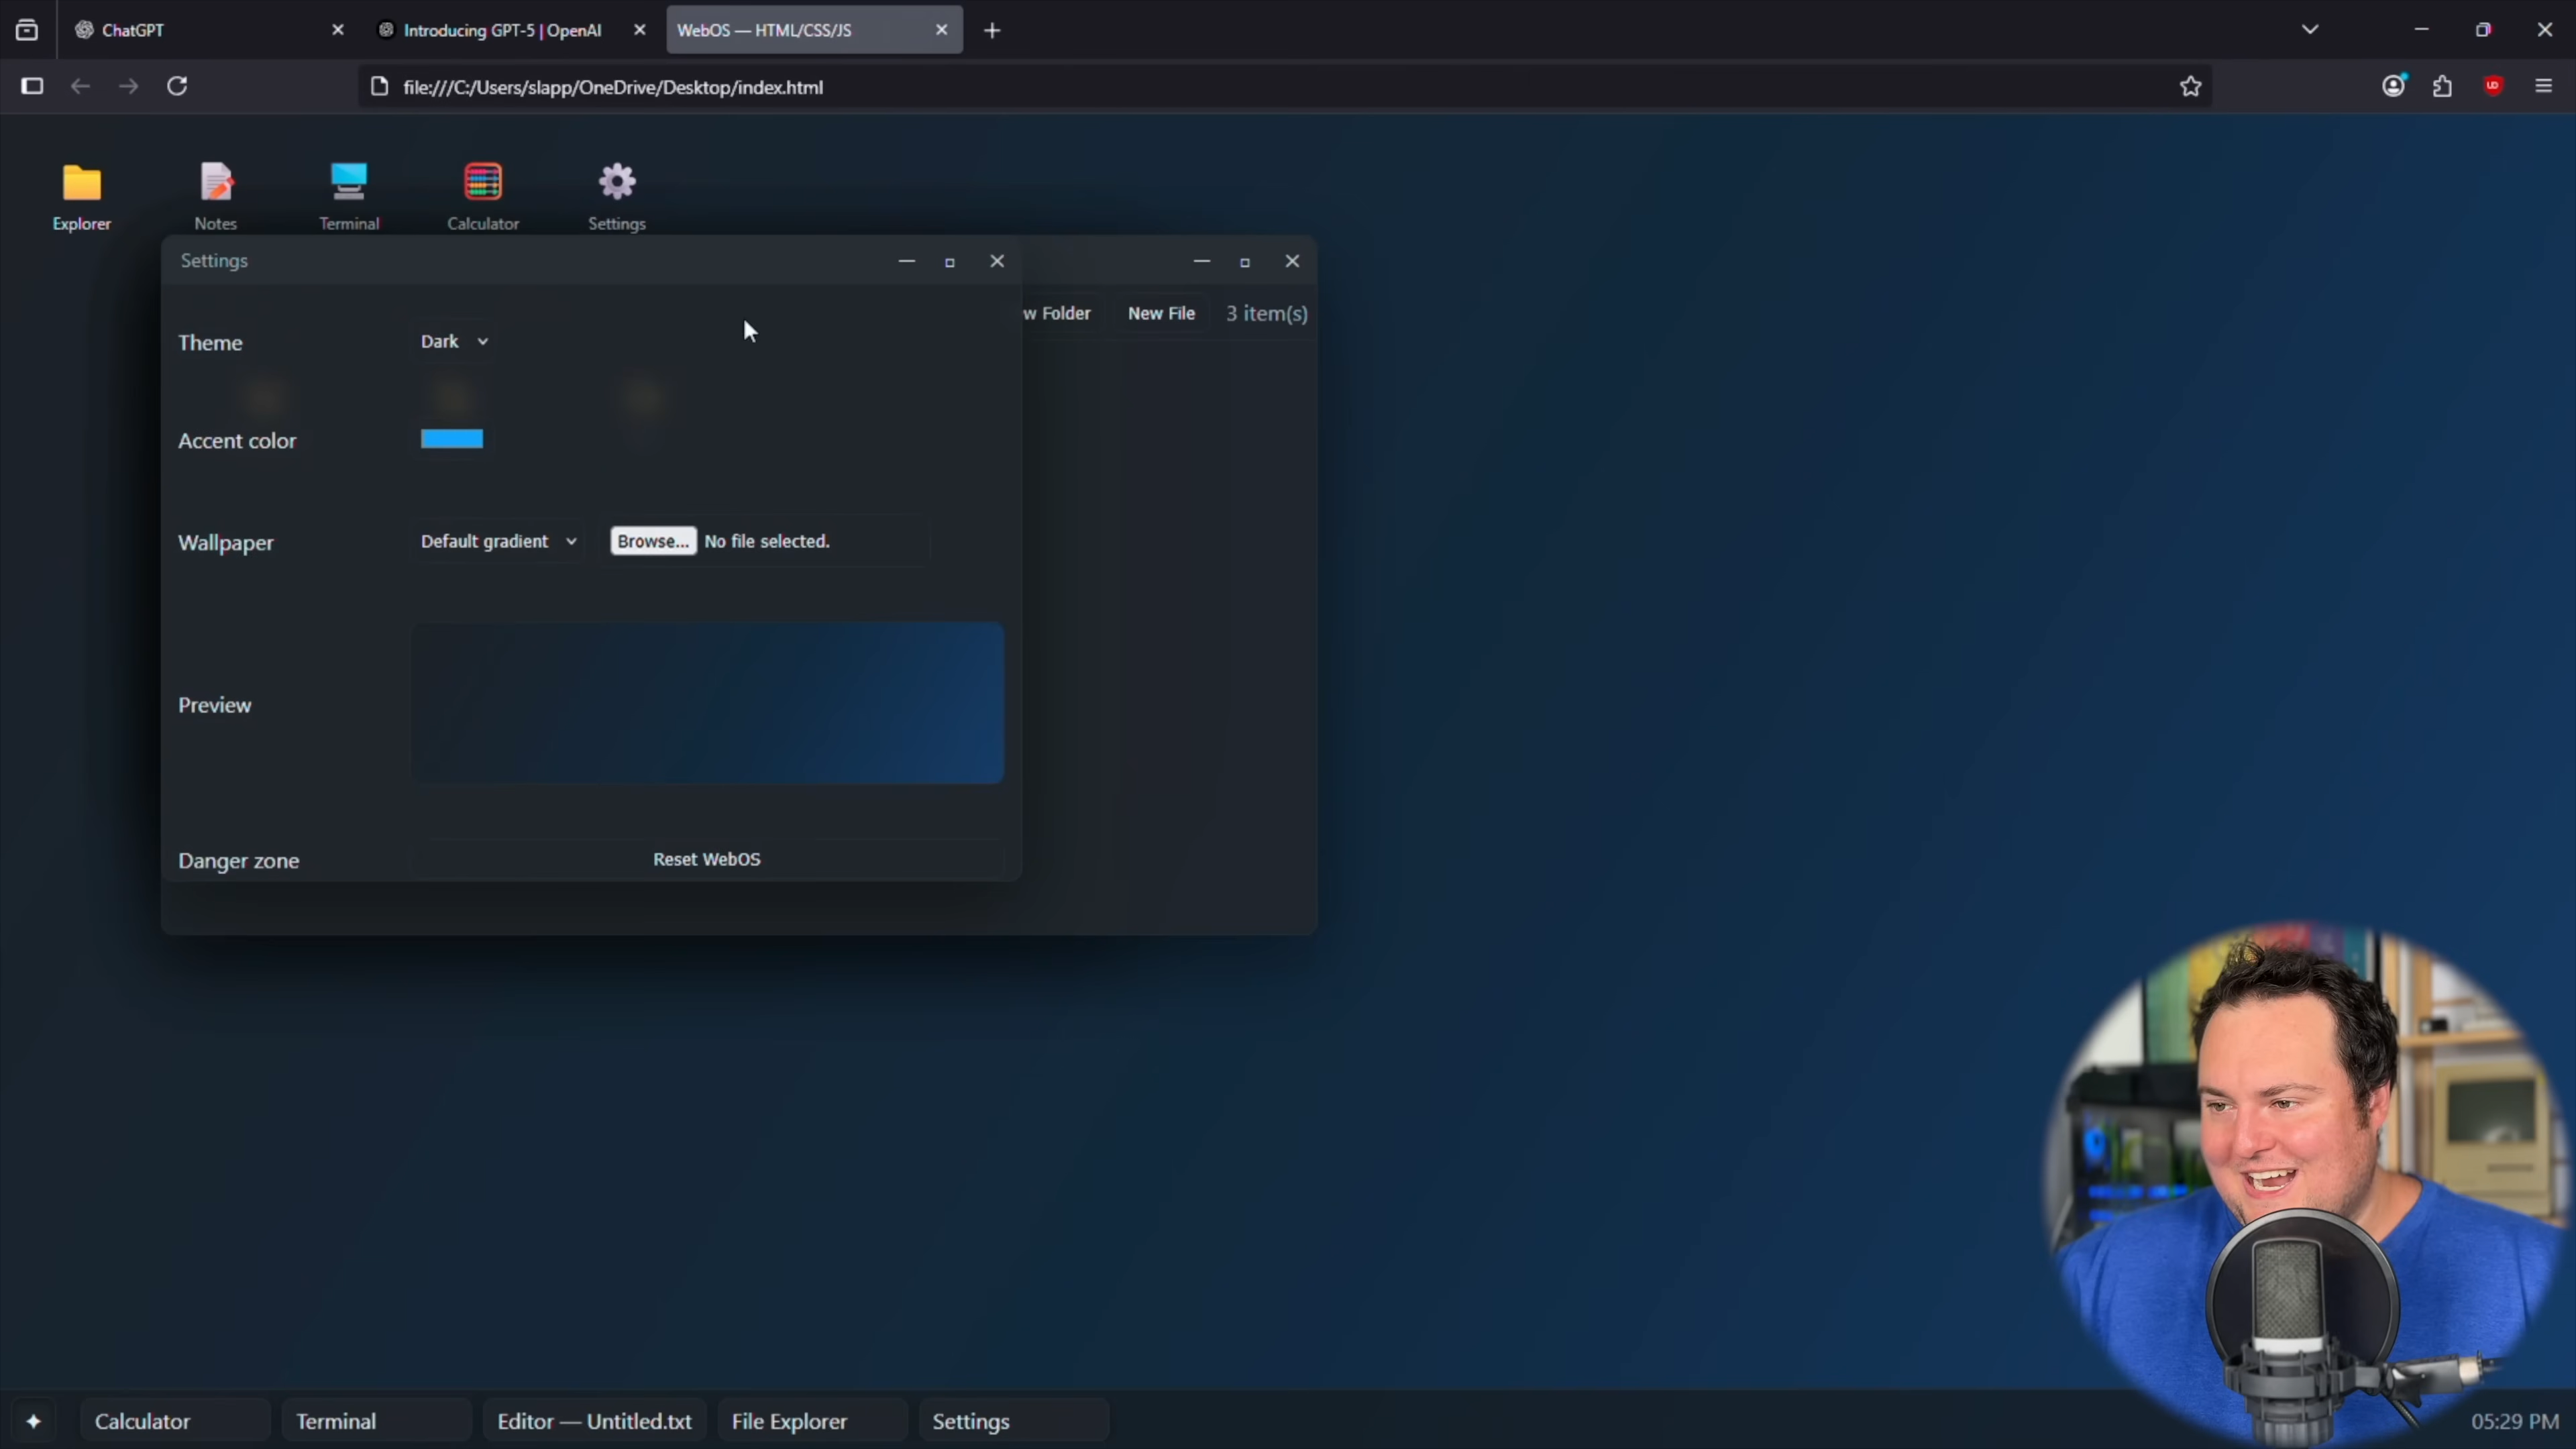 ChatGPT
Introducing GPT-5 | OpenAI
WebOS — HTML/CSS/JS
file:///C:/Users/slapp/OneDrive/Desktop/index.html
UD
Explorer
Notes
Terminal
Calculator
Settings
Settings
w Folder
New File
3 item(s)
Theme
Dark
Accent color
Wallpaper
Default gradient
Browse...
No file selected.
Preview
Danger zone
Reset WebOS
Calculator
Terminal
Editor — Untitled.txt
File Explorer
Settings
05:29 PM